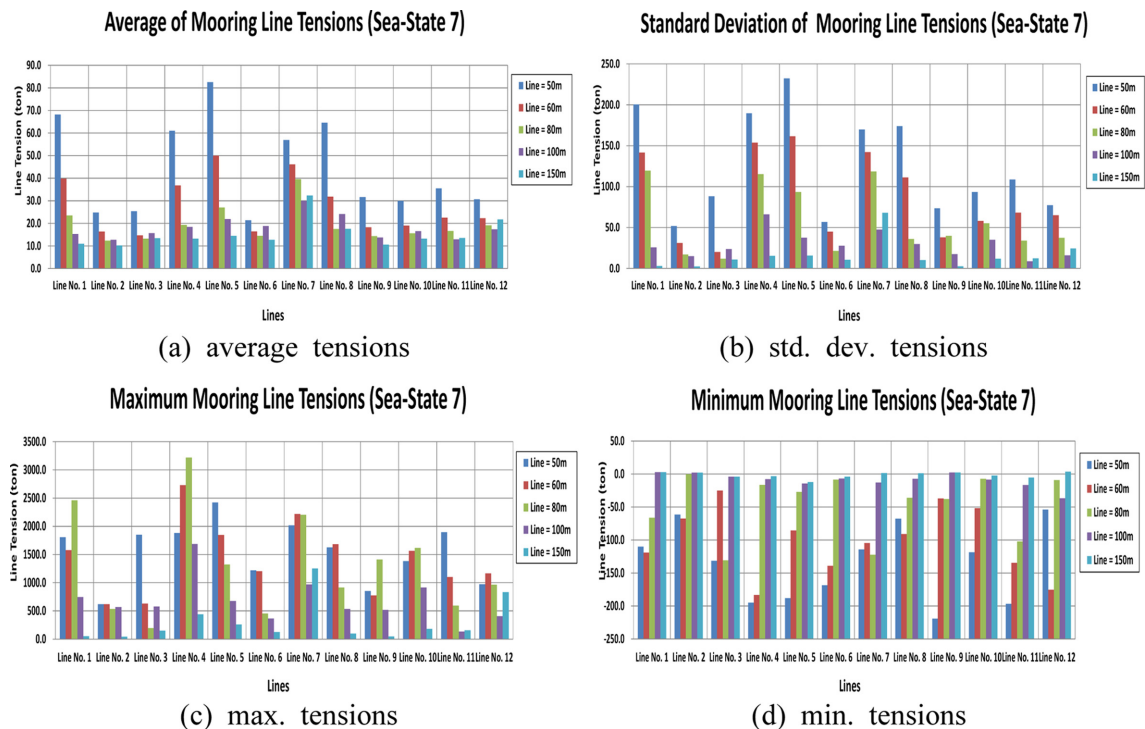 Average of Mooring Line Tensions (Sea-State 7)
Line Tension (ton)
90.0
80.0
70.0
60.0
50.0
40.0
30.0
20.0
10.0
0.0
Line No. 1 Line No. 2 Line No. 3 Line No. 4 Line No. 5 Line No. 6 Line No. 7 Line No. 8 Line No. 9 Line No. 10 Line No. 11 Line No. 12
Lines
Line = 50m
Line = 60m
Line = 80m
Line = 100m
Line = 150m
(a) average tensions
Standard Deviation of Mooring Line Tensions (Sea-State 7)
Line Tension (ton)
250.0
200.0
150.0
100.0
50.0
0.0
Line No. 1 Line No. 2 Line No. 3 Line No. 4 Line No. 5 Line No. 6 Line No. 7 Line No. 8 Line No. 9 Line No. 10 Line No. 11 Line No. 12
Lines
Line = 50m
Line = 60m
Line = 80m
Line = 100m
Line = 150m
(b) std. dev. tensions
Maximum Mooring Line Tensions (Sea-State 7)
Line Tension (ton)
3500.0
3000.0
2500.0
2000.0
1500.0
1000.0
500.0
0.0
Line No. 1 Line No. 2 Line No. 3 Line No. 4 Line No. 5 Line No. 6 Line No. 7 Line No. 8 Line No. 9 Line No. 10 Line No. 11 Line No. 12
Lines
Line = 50m
Line = 60m
Line = 80m
Line = 100m
Line = 150m
(c) max. tensions
Minimum Mooring Line Tensions (Sea-State 7)
Line Tension (ton)
50.0
0.0
-50.0
-100.0
-150.0
-200.0
-250.0
Line No. 1 Line No. 2 Line No. 3 Line No. 4 Line No. 5 Line No. 6 Line No. 7 Line No. 8 Line No. 9 Line No. 10 Line No. 11 Line No. 12
Lines
Line = 50m
Line = 60m
Line = 80m
Line = 100m
Line = 150m
(d) min. tensions